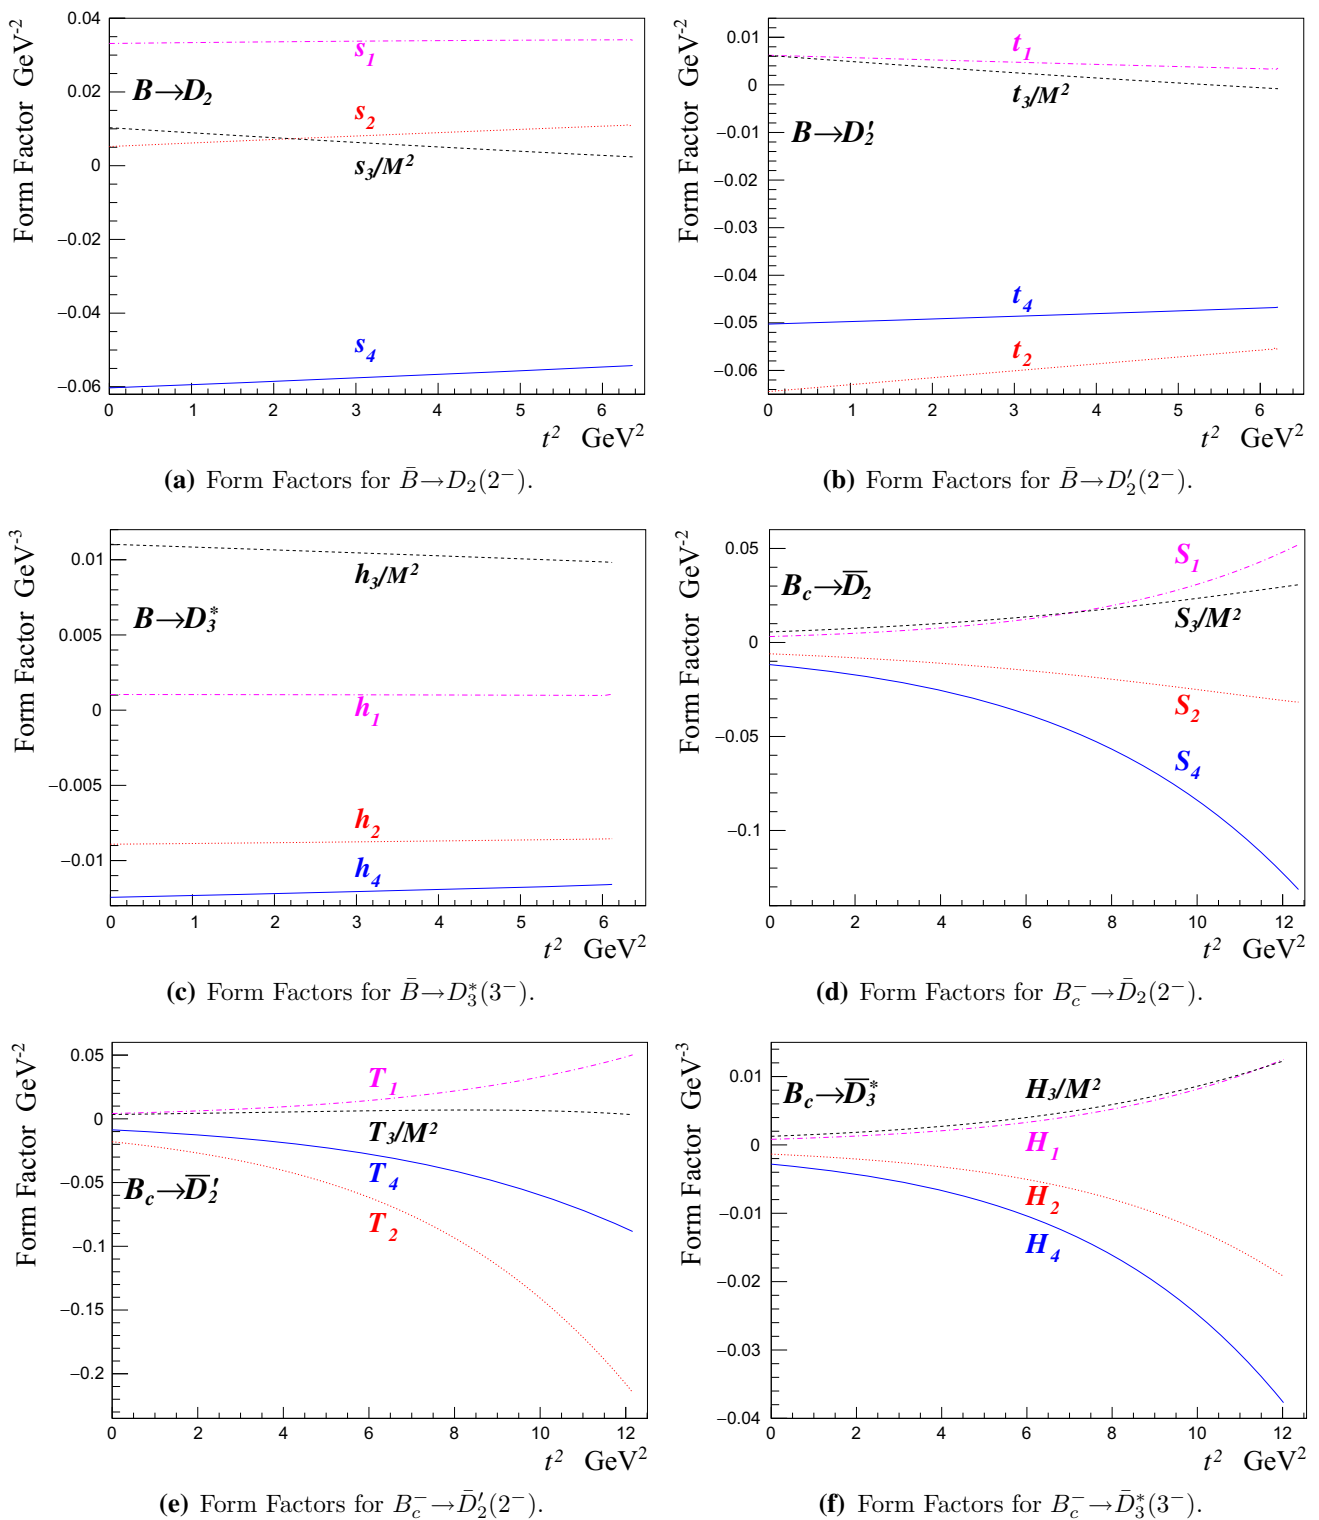 Form Factor GeV-2
0.04
0.02
0
−0.02
−0.04
−0.06
B→D2
s1
s2
s3/M2
s4
0 1 2 3 4 5 6
t2 GeV2
(a) Form Factors for B̄→D2(2−).
Form Factor GeV-2
0.01
0
−0.01
−0.02
−0.03
−0.04
−0.05
−0.06
B→D2′
t1
t3/M2
t4
t2
0 1 2 3 4 5 6
t2 GeV2
(b) Form Factors for B̄→D2′(2−).
Form Factor GeV-3
0.01
0.005
0
−0.005
−0.01
B→D3*
h3/M2
h1
h2
h4
0 1 2 3 4 5 6
t2 GeV2
(c) Form Factors for B̄→D3*(3−).
Form Factor GeV-2
0.05
0
−0.05
−0.1
Bc→D̅2
S1
S3/M2
S2
S4
0 2 4 6 8 10 12
t2 GeV2
(d) Form Factors for Bc−→D̄2(2−).
Form Factor GeV-2
0.05
0
−0.05
−0.1
−0.15
−0.2
Bc→D̅2′
T1
T3/M2
T4
T2
0 2 4 6 8 10 12
t2 GeV2
(e) Form Factors for Bc−→D̄2′(2−).
Form Factor GeV-3
0.01
0
−0.01
−0.02
−0.03
−0.04
Bc→D̅3*
H3/M2
H1
H2
H4
0 2 4 6 8 10 12
t2 GeV2
(f) Form Factors for Bc−→D̄3*(3−).